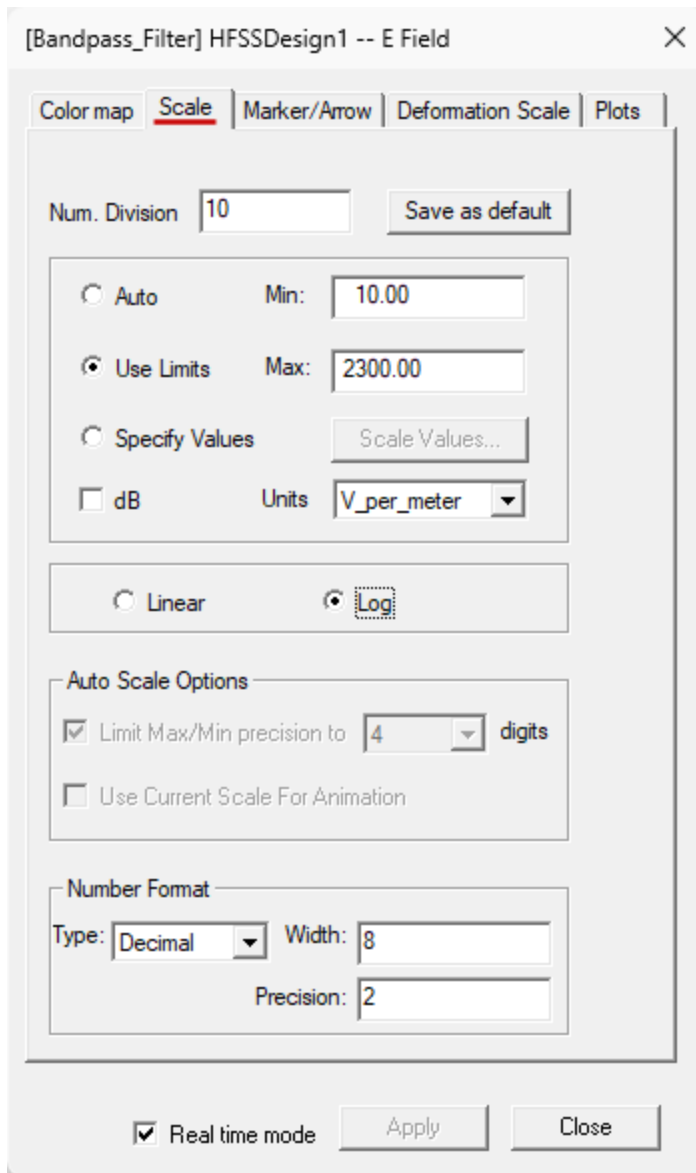 [Bandpass_Filter] HFSSDesign1 -- E Field
Color map Scale Marker/Arrow Deformation Scale Plots
Num. Division 10 Save as default
Auto Min: 10.00
Use Limits Max: 2300.00
Specify Values Scale Values...
dB Units V_per_meter
Linear Log
Auto Scale Options
Limit Max/Min precision to 4 digits
Use Current Scale For Animation
Number Format
Type: Decimal Width: 8
Precision: 2
Real time mode Apply Close